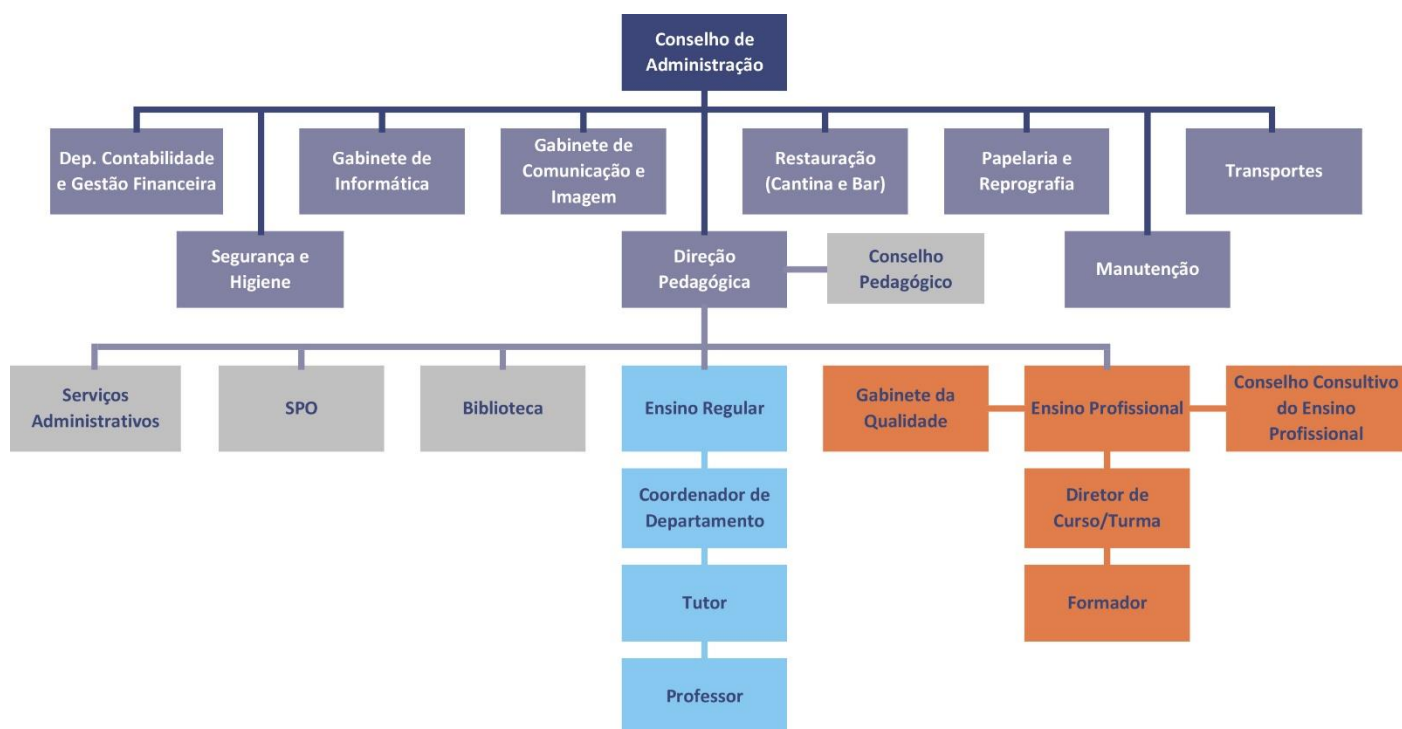 Conselho de
Administração
Dep. Contabilidade
e Gestão Financeira
Gabinete de
Informática
Gabinete de
Comunicação e
Imagem
Restauração
(Cantina e Bar)
Papelaria e
Reprografia
Transportes
Segurança e
Higiene
Direção
Pedagógica
Conselho
Pedagógico
Manutenção
Serviços
Administrativos
SPO
Biblioteca
Ensino Regular
Gabinete da
Qualidade
Ensino Profissional
Conselho Consultivo
do Ensino
Profissional
Coordenador de
Departamento
Diretor de
Curso/Turma
Tutor
Formador
Professor